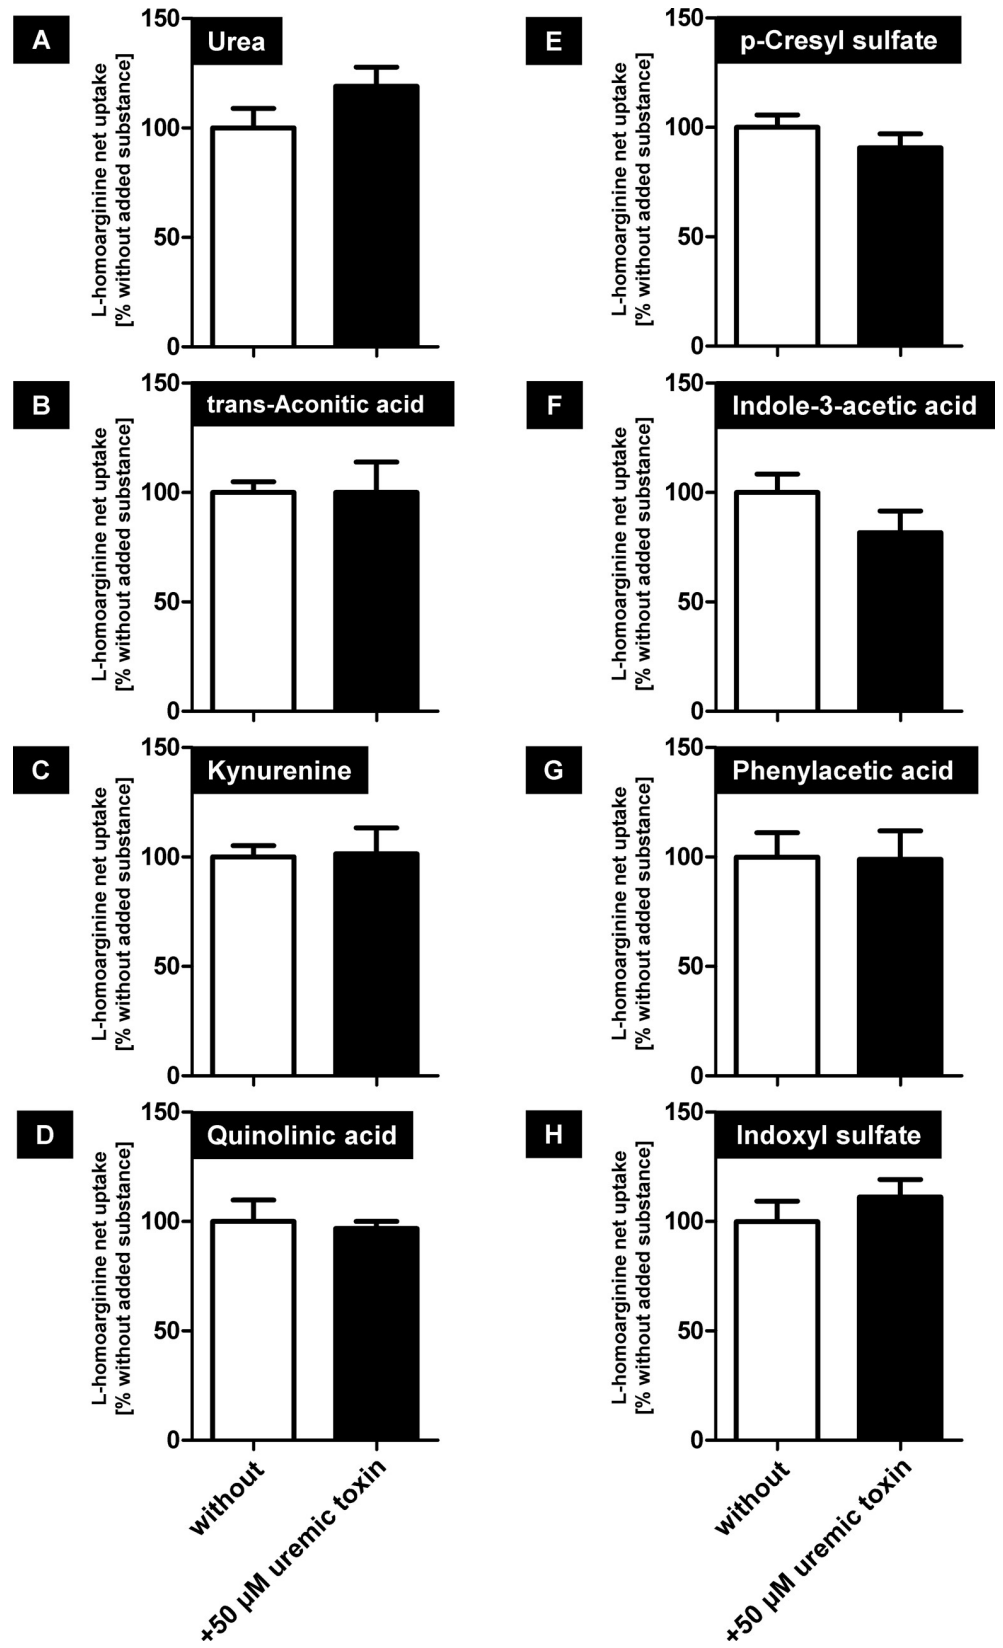 A
Urea
L-homoarginine net uptake
[% without added substance]
150
100
50
0
E
p-Cresyl sulfate
L-homoarginine net uptake
[% without added substance]
150
100
50
0
B
trans-Aconitic acid
L-homoarginine net uptake
[% without added substance]
150
100
50
0
F
Indole-3-acetic acid
L-homoarginine net uptake
[% without added substance]
150
100
50
0
C
Kynurenine
L-homoarginine net uptake
[% without added substance]
150
100
50
0
G
Phenylacetic acid
L-homoarginine net uptake
[% without added substance]
150
100
50
0
D
Quinolinic acid
L-homoarginine net uptake
[% without added substance]
150
100
50
0
without
+50 µM uremic toxin
H
Indoxyl sulfate
L-homoarginine net uptake
[% without added substance]
150
100
50
0
without
+50 µM uremic toxin